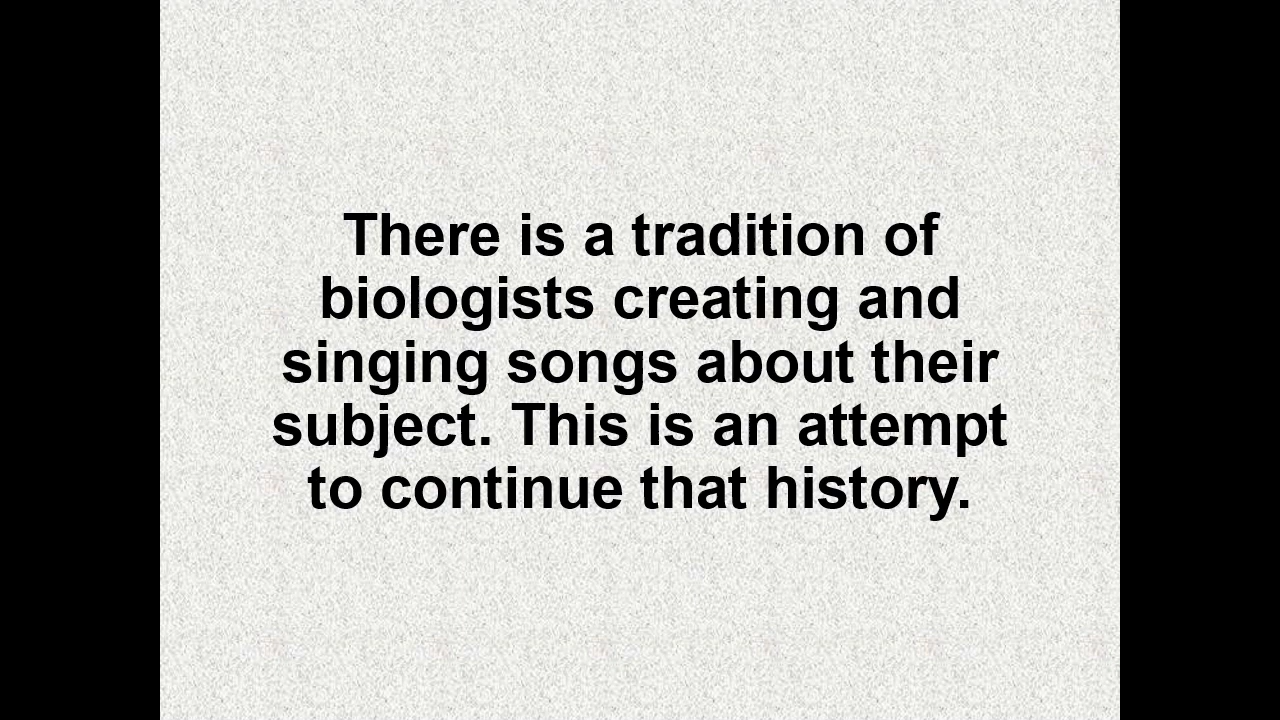 There is a tradition of
biologists creating and
singing songs about their
subject. This is an attempt
to continue that history.